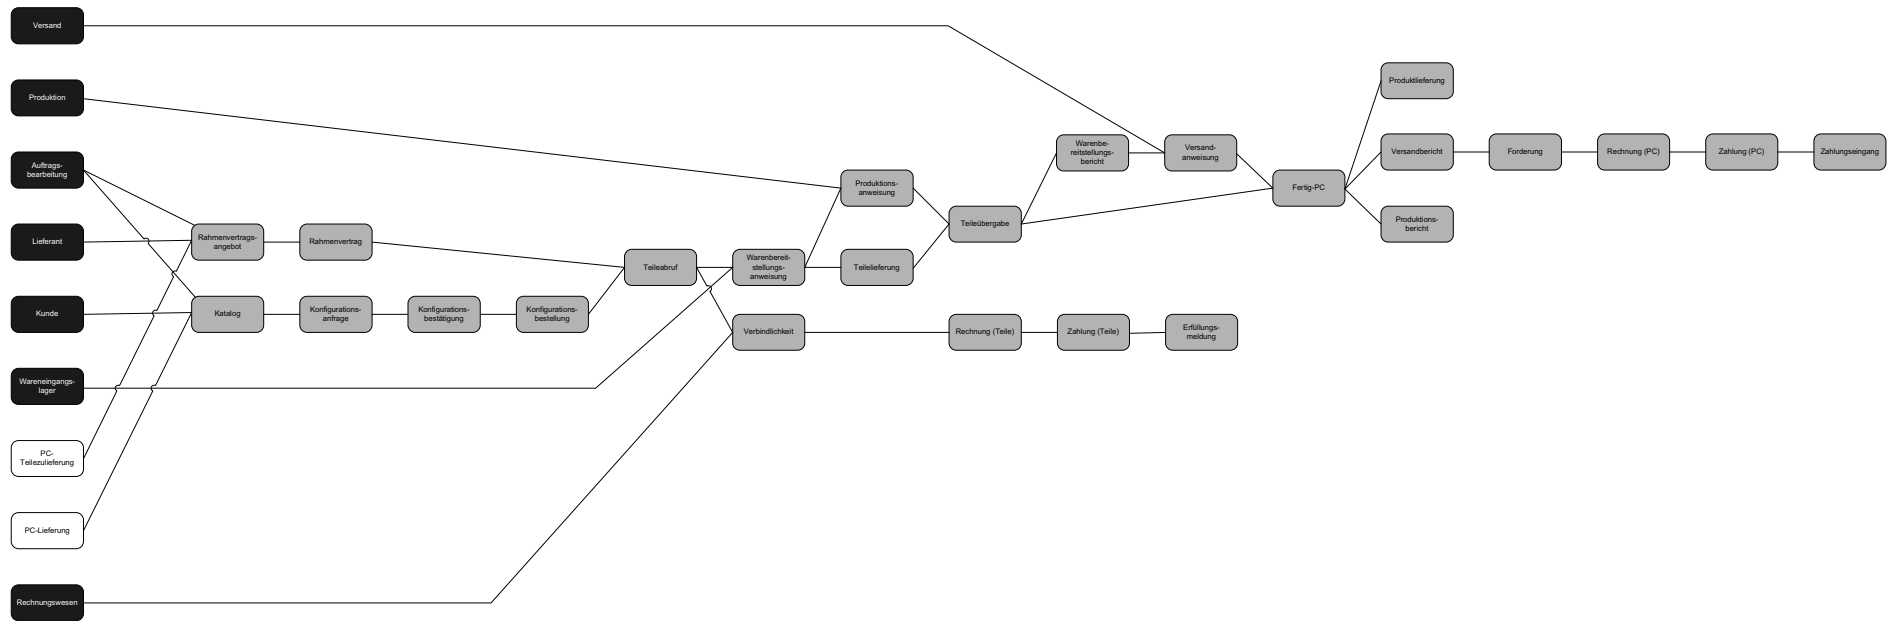 Versand
Produktion
Auftrags-
bearbeitung
Lieferant
Kunde
Wareneingangs-
lager
PC-
Teilezulieferung
PC-Lieferung
Rechnungswesen
Rahmenvertrags-
angebot
Rahmenvertrag
Katalog
Konfigurations-
anfrage
Konfigurations-
bestätigung
Konfigurations-
bestellung
Teileabruf
Warenbereit-
stellungs-
anweisung
Verbindlichkeit
Produktions-
anweisung
Teilelieferung
Teileübergabe
Rechnung (Teile)
Zahlung (Teile)
Erfüllungs-
meldung
Warenbe-
reitstellungs-
bericht
Versand-
anweisung
Fertig-PC
Produktlieferung
Versandbericht
Forderung
Rechnung (PC)
Zahlung (PC)
Zahlungseingang
Produktions-
bericht